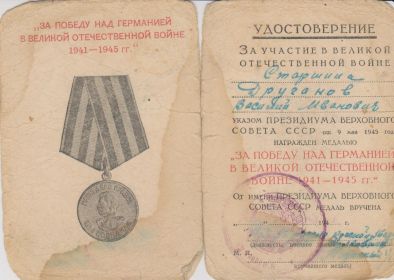 „ЗА ПОБЕДУ НАД ГЕРМАНИЕЙ
В ВЕЛИКОЙ ОТЕЧЕСТВЕННОЙ ВОЙНЕ
1941—1945 гг.“
УДОСТОВЕРЕНИЕ
ЗА УЧАСТИЕ В ВЕЛИКОЙ
ОТЕЧЕСТВЕННОЙ ВОЙНЕ
Старшина
Друганов
Василий Иванович
УКАЗОМ ПРЕЗИДИУМА ВЕРХОВНОГО
СОВЕТА СССР от 9 мая 1945 года
НАГРАЖДЕН МЕДАЛЬЮ
„ЗА ПОБЕДУ НАД ГЕРМАНИЕЙ
В ВЕЛИКОЙ ОТЕЧЕСТВЕННОЙ
ВОЙНЕ 1941—1945 гг.“
От имени ПРЕЗИДИУМА ВЕРХОВНОГО
СОВЕТА СССР МЕДАЛЬ ВРУЧЕНА